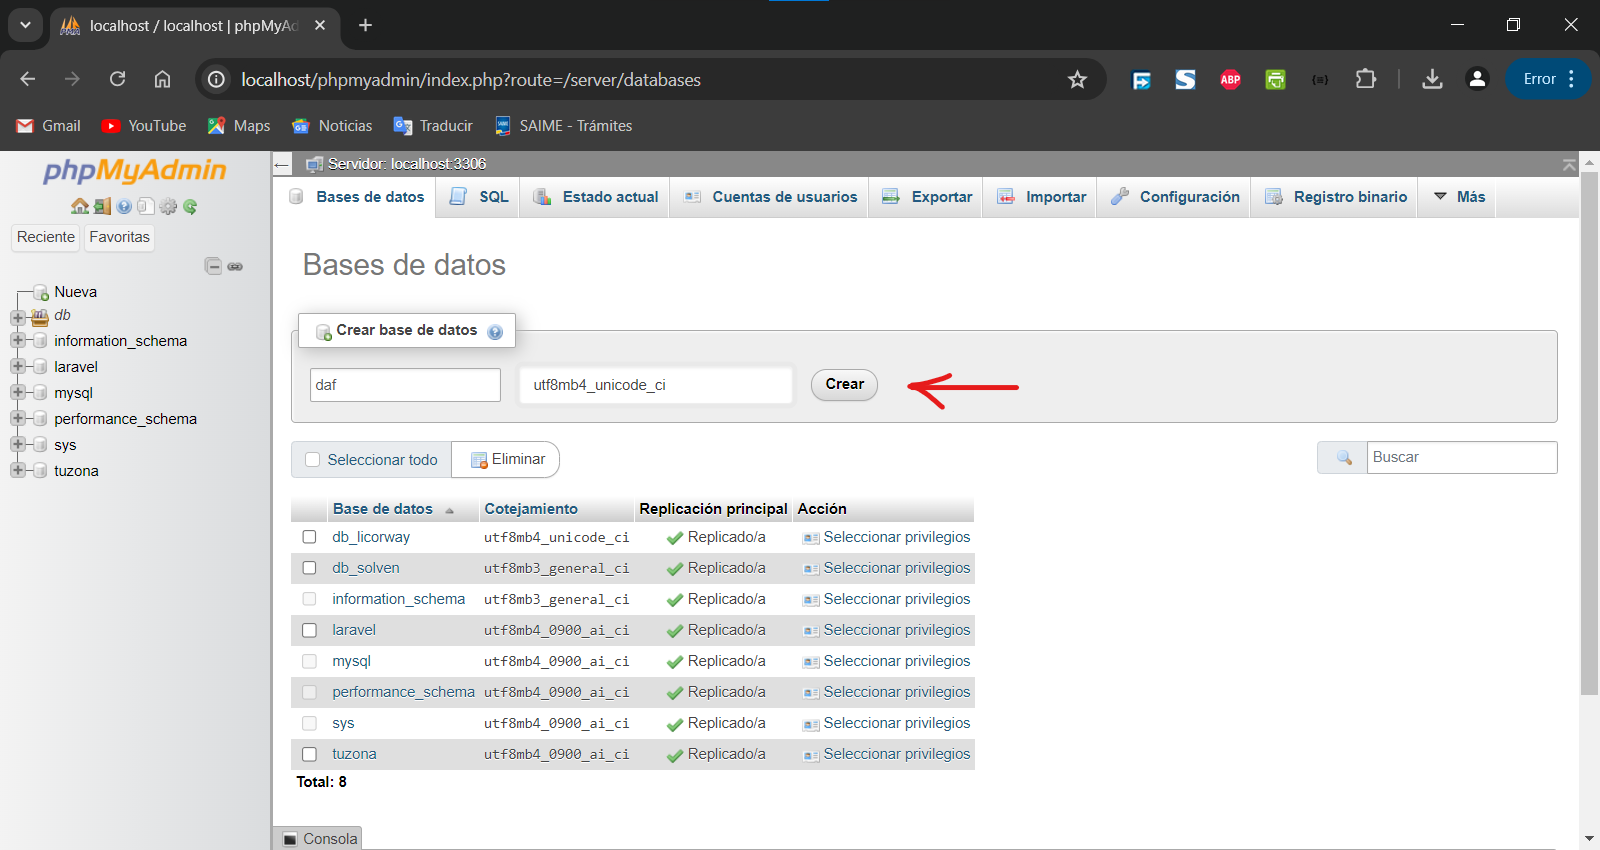 localhost / localhost | phpMyAd
localhost/phpmyadmin/index.php?route=/server/databases
ABP
Error
Gmail
YouTube
Maps
Noticias
Traducir
SAIME - Trámites
phpMyAdmin
Reciente
Favoritas
Nueva
db
information_schema
laravel
mysql
performance_schema
sys
tuzona
Servidor: localhost:3306
Bases de datos
SQL
Estado actual
Cuentas de usuarios
Exportar
Importar
Configuración
Registro binario
Más
Bases de datos
Crear base de datos
daf
utf8mb4_unicode_ci
Crear
Seleccionar todo
Eliminar
Buscar
Base de datos Cotejamiento Replicación principal Acción
db_licorway utf8mb4_unicode_ci Replicado/a Seleccionar privilegios
db_solven utf8mb3_general_ci Replicado/a Seleccionar privilegios
information_schema utf8mb3_general_ci Replicado/a Seleccionar privilegios
laravel utf8mb4_0900_ai_ci Replicado/a Seleccionar privilegios
mysql utf8mb4_0900_ai_ci Replicado/a Seleccionar privilegios
performance_schema utf8mb4_0900_ai_ci Replicado/a Seleccionar privilegios
sys utf8mb4_0900_ai_ci Replicado/a Seleccionar privilegios
tuzona utf8mb4_0900_ai_ci Replicado/a Seleccionar privilegios
Total: 8
Consola